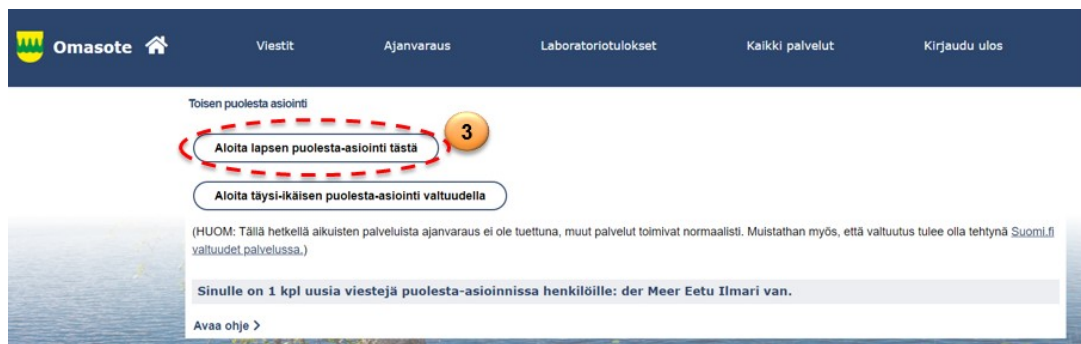 Omasote Viestit Ajanvaraus Laboratoriotulokset Kaikki palvelut Kirjaudu ulos
Toisen puolesta asiointi
Aloita lapsen puolesta-asiointi tästä 3
Aloita täysi-ikäisen puolesta-asiointi valtuudella
(HUOM: Tällä hetkellä aikuisten palveluista ajanvaraus ei ole tuettuna, muut palvelut toimivat normaalisti. Muistathan myös, että valtuutus tulee olla tehtynä Suomi.fi
valtuudet palvelussa.)
Sinulle on 1 kpl uusia viestejä puolesta-asioinnissa henkilöille: der Meer Eetu Ilmari van.
Avaa ohje >